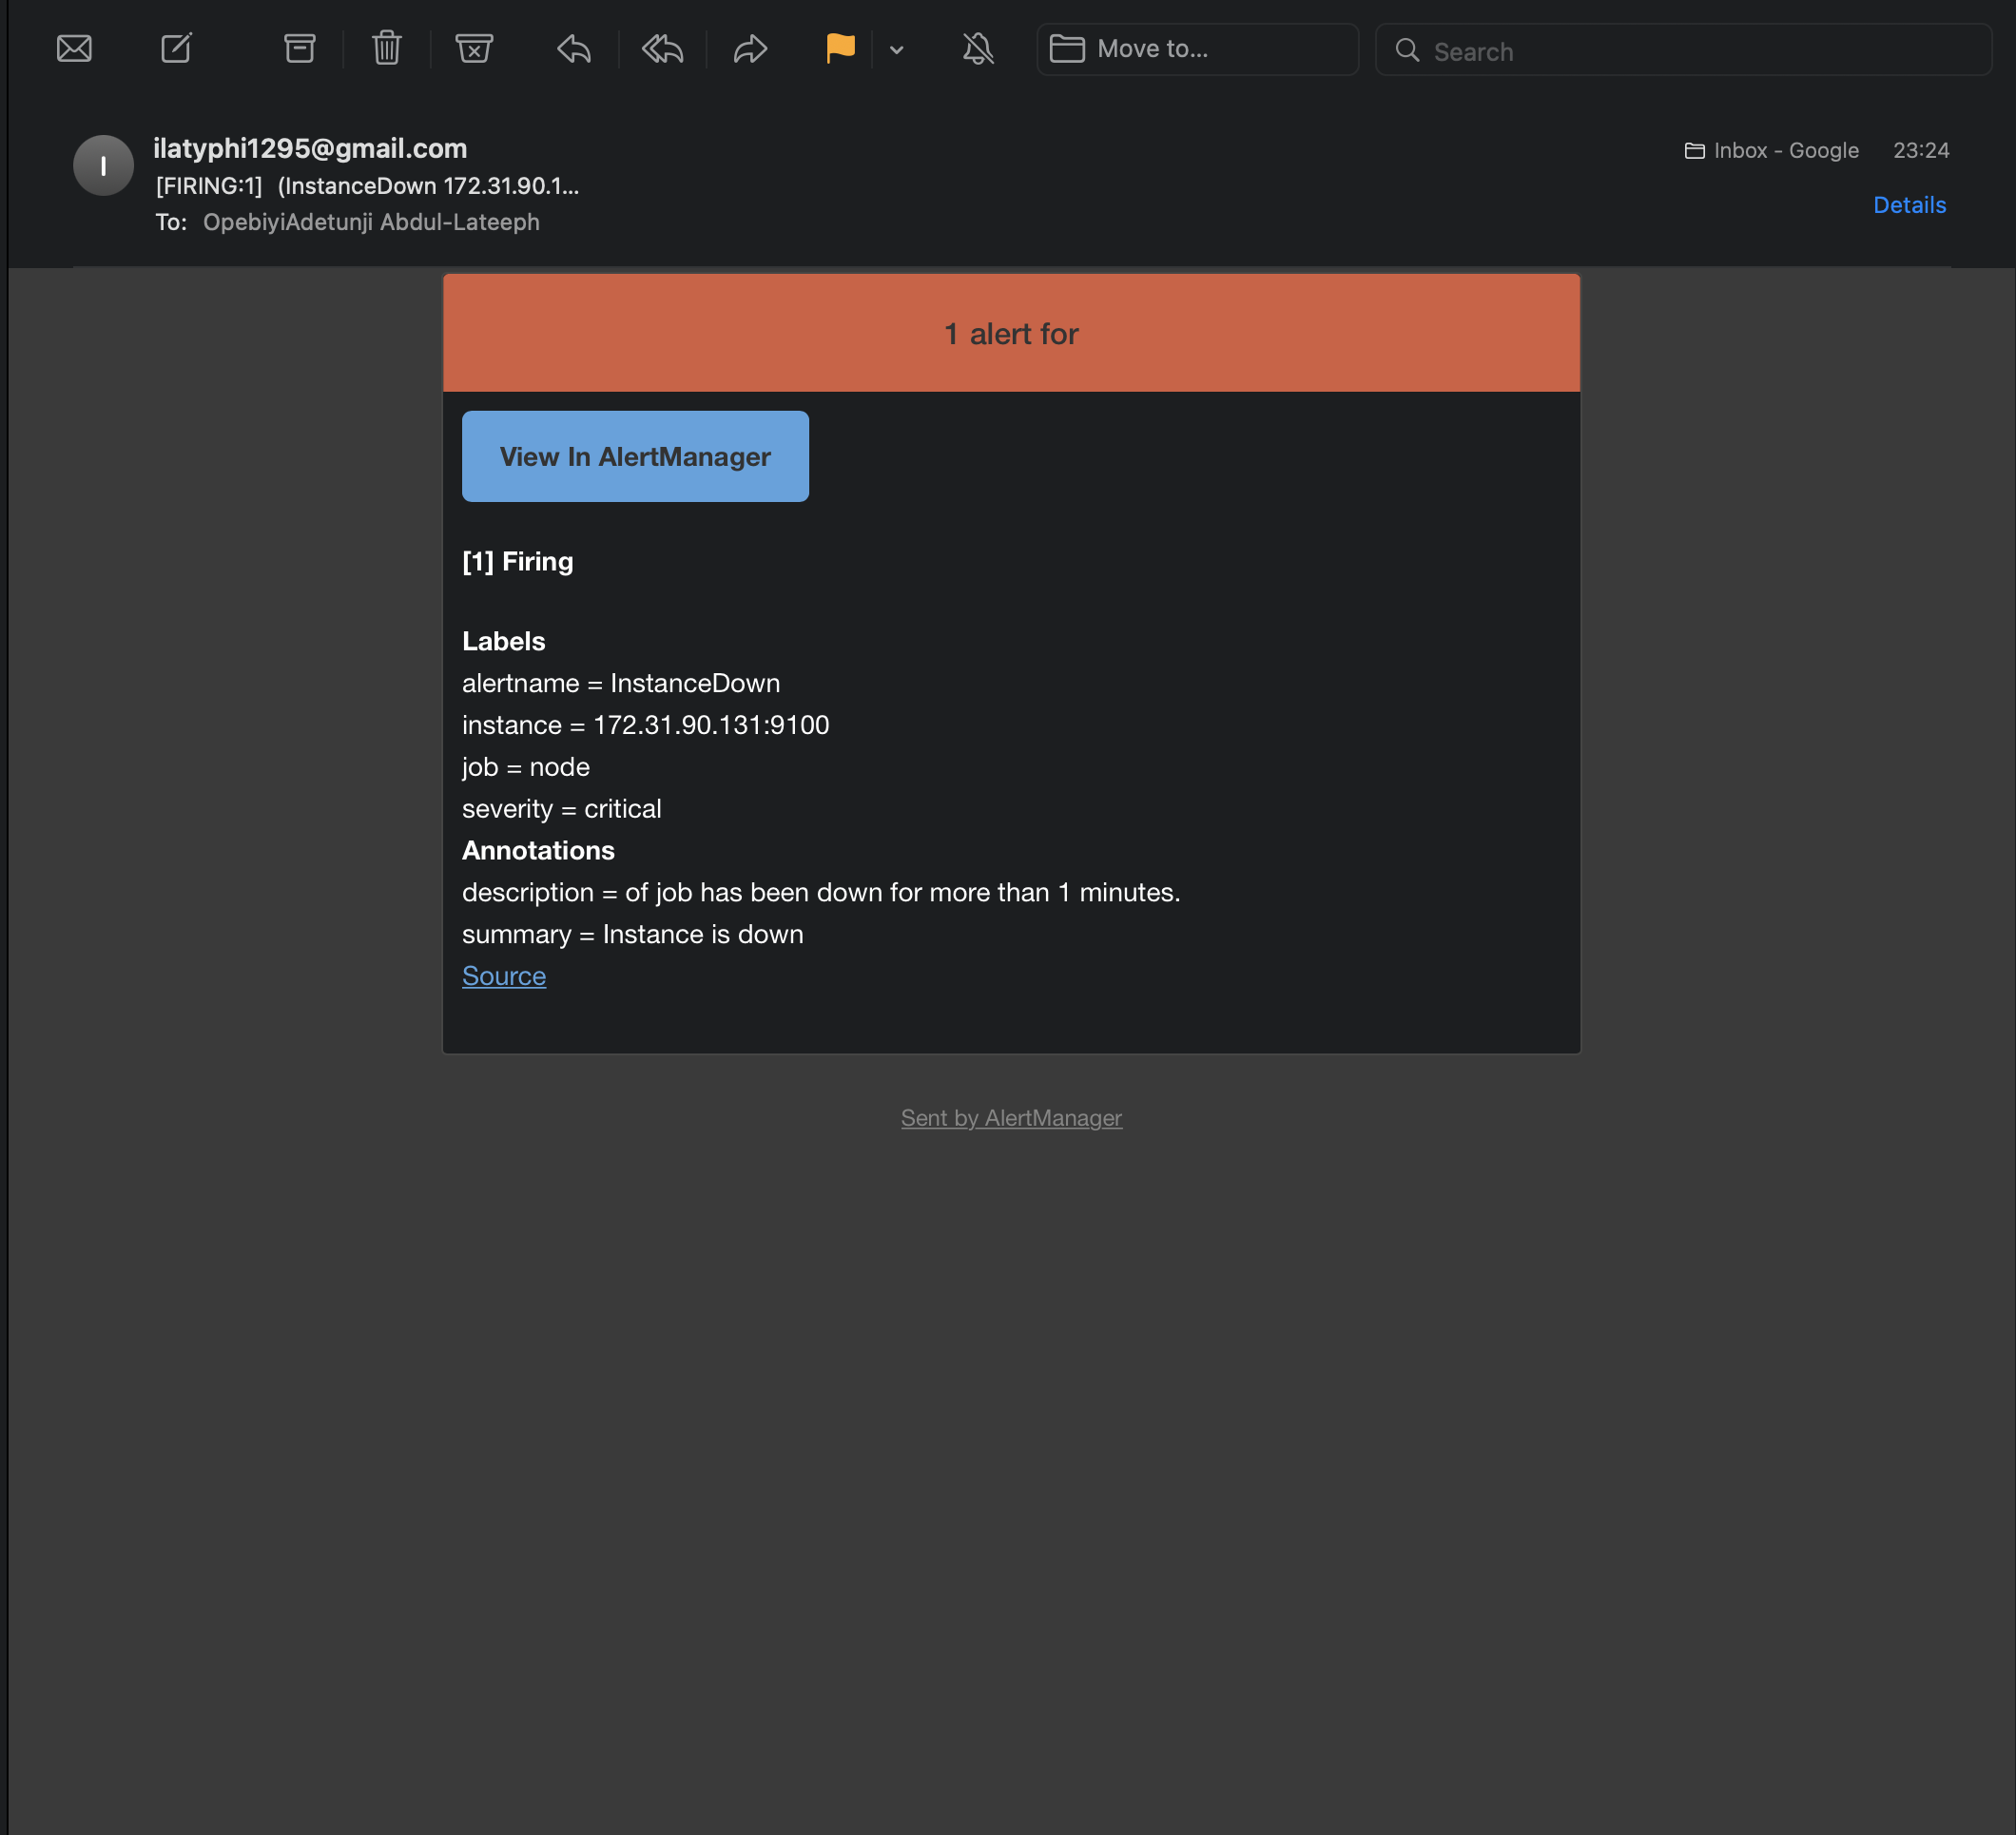 Move to...
Search
I
ilatyphi1295@gmail.com
Inbox - Google 23:24
[FIRING:1] (InstanceDown 172.31.90.1...
Details
To: OpebiyiAdetunji Abdul-Lateeph
1 alert for
View In AlertManager
[1] Firing
Labels
alertname = InstanceDown
instance = 172.31.90.131:9100
job = node
severity = critical
Annotations
description = of job has been down for more than 1 minutes.
summary = Instance is down
Source
Sent by AlertManager